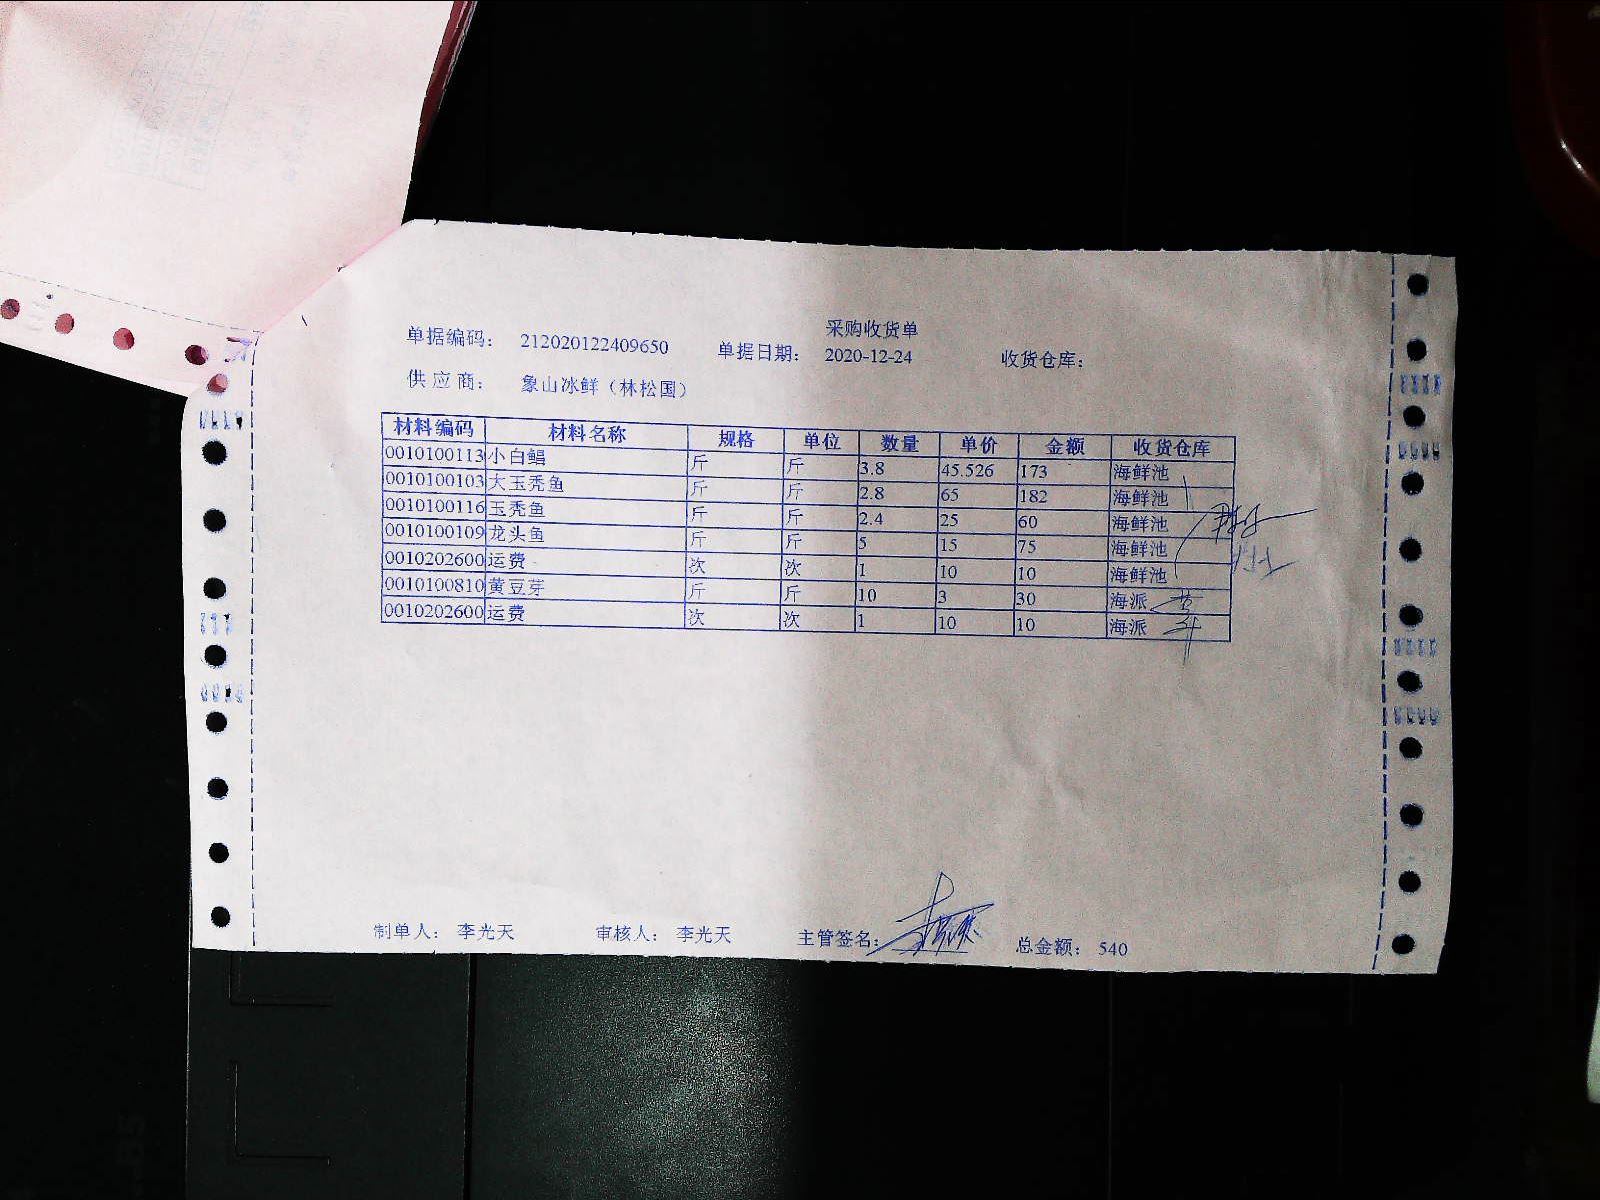 采购收货单
单据编码： 212020122409650 单据日期： 2020-12-24 收货仓库：
供应商： 象山冰鲜（林松国）
材料编码 材料名称 规格 单位 数量 单价 金额 收货仓库
0010100113 小白鲳 斤 斤 3.8 45.526 173 海鲜池
0010100103 大玉秃鱼 斤 斤 2.8 65 182 海鲜池
0010100116 玉秃鱼 斤 斤 2.4 25 60 海鲜池
0010100109 龙头鱼 斤 斤 5 15 75 海鲜池
0010202600 运费 次 次 1 10 10 海鲜池
0010100810 黄豆芽 斤 斤 10 3 30 海派
0010202600 运费 次 次 1 10 10 海派
制单人： 李光天 审核人： 李光天 主管签名： 总金额： 540